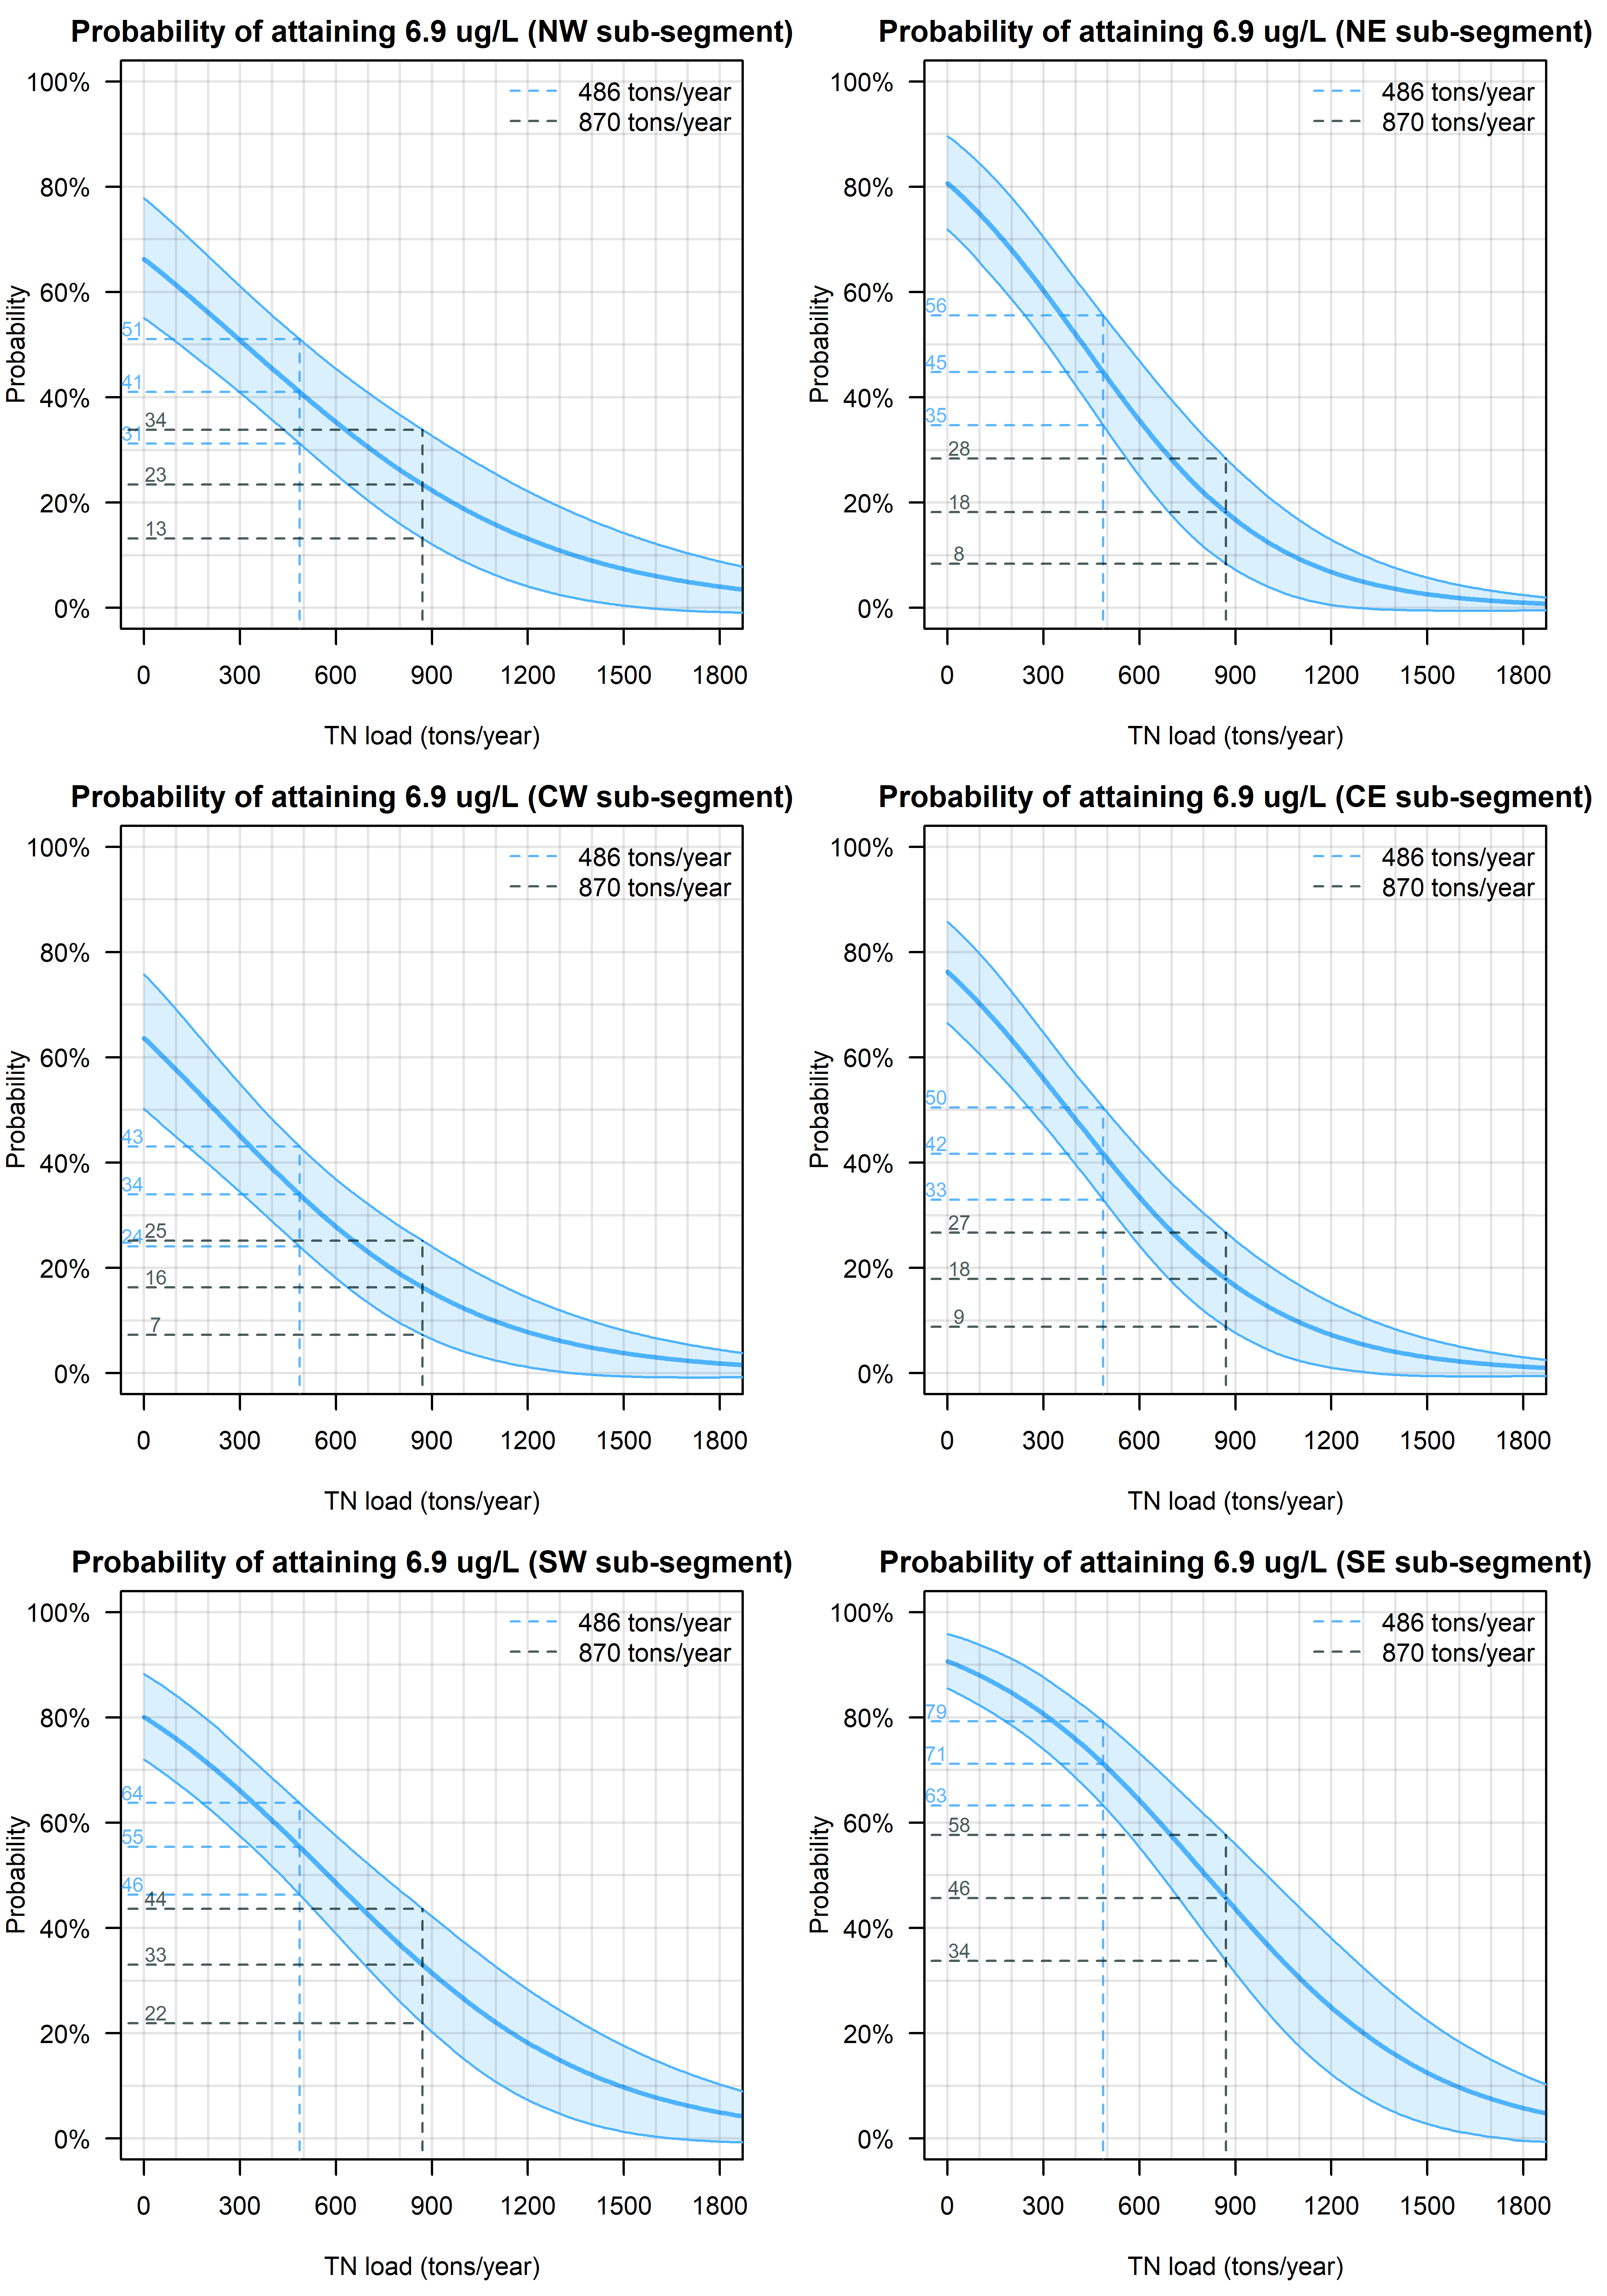 Probability of attaining 6.9 ug/L (NW sub-segment)
100%
80%
60%
40%
20%
0%
Probability
486 tons/year
870 tons/year
51
41
34
31
23
13
0 300 600 900 1200 1500 1800
TN load (tons/year)
Probability of attaining 6.9 ug/L (NE sub-segment)
100%
80%
60%
40%
20%
0%
Probability
486 tons/year
870 tons/year
56
45
35
28
18
8
0 300 600 900 1200 1500 1800
TN load (tons/year)
Probability of attaining 6.9 ug/L (CW sub-segment)
100%
80%
60%
40%
20%
0%
Probability
486 tons/year
870 tons/year
43
34
25
24
16
7
0 300 600 900 1200 1500 1800
TN load (tons/year)
Probability of attaining 6.9 ug/L (CE sub-segment)
100%
80%
60%
40%
20%
0%
Probability
486 tons/year
870 tons/year
50
42
33
27
18
9
0 300 600 900 1200 1500 1800
TN load (tons/year)
Probability of attaining 6.9 ug/L (SW sub-segment)
100%
80%
60%
40%
20%
0%
Probability
486 tons/year
870 tons/year
64
55
46
44
33
22
0 300 600 900 1200 1500 1800
TN load (tons/year)
Probability of attaining 6.9 ug/L (SE sub-segment)
100%
80%
60%
40%
20%
0%
Probability
486 tons/year
870 tons/year
79
71
63
58
46
34
0 300 600 900 1200 1500 1800
TN load (tons/year)